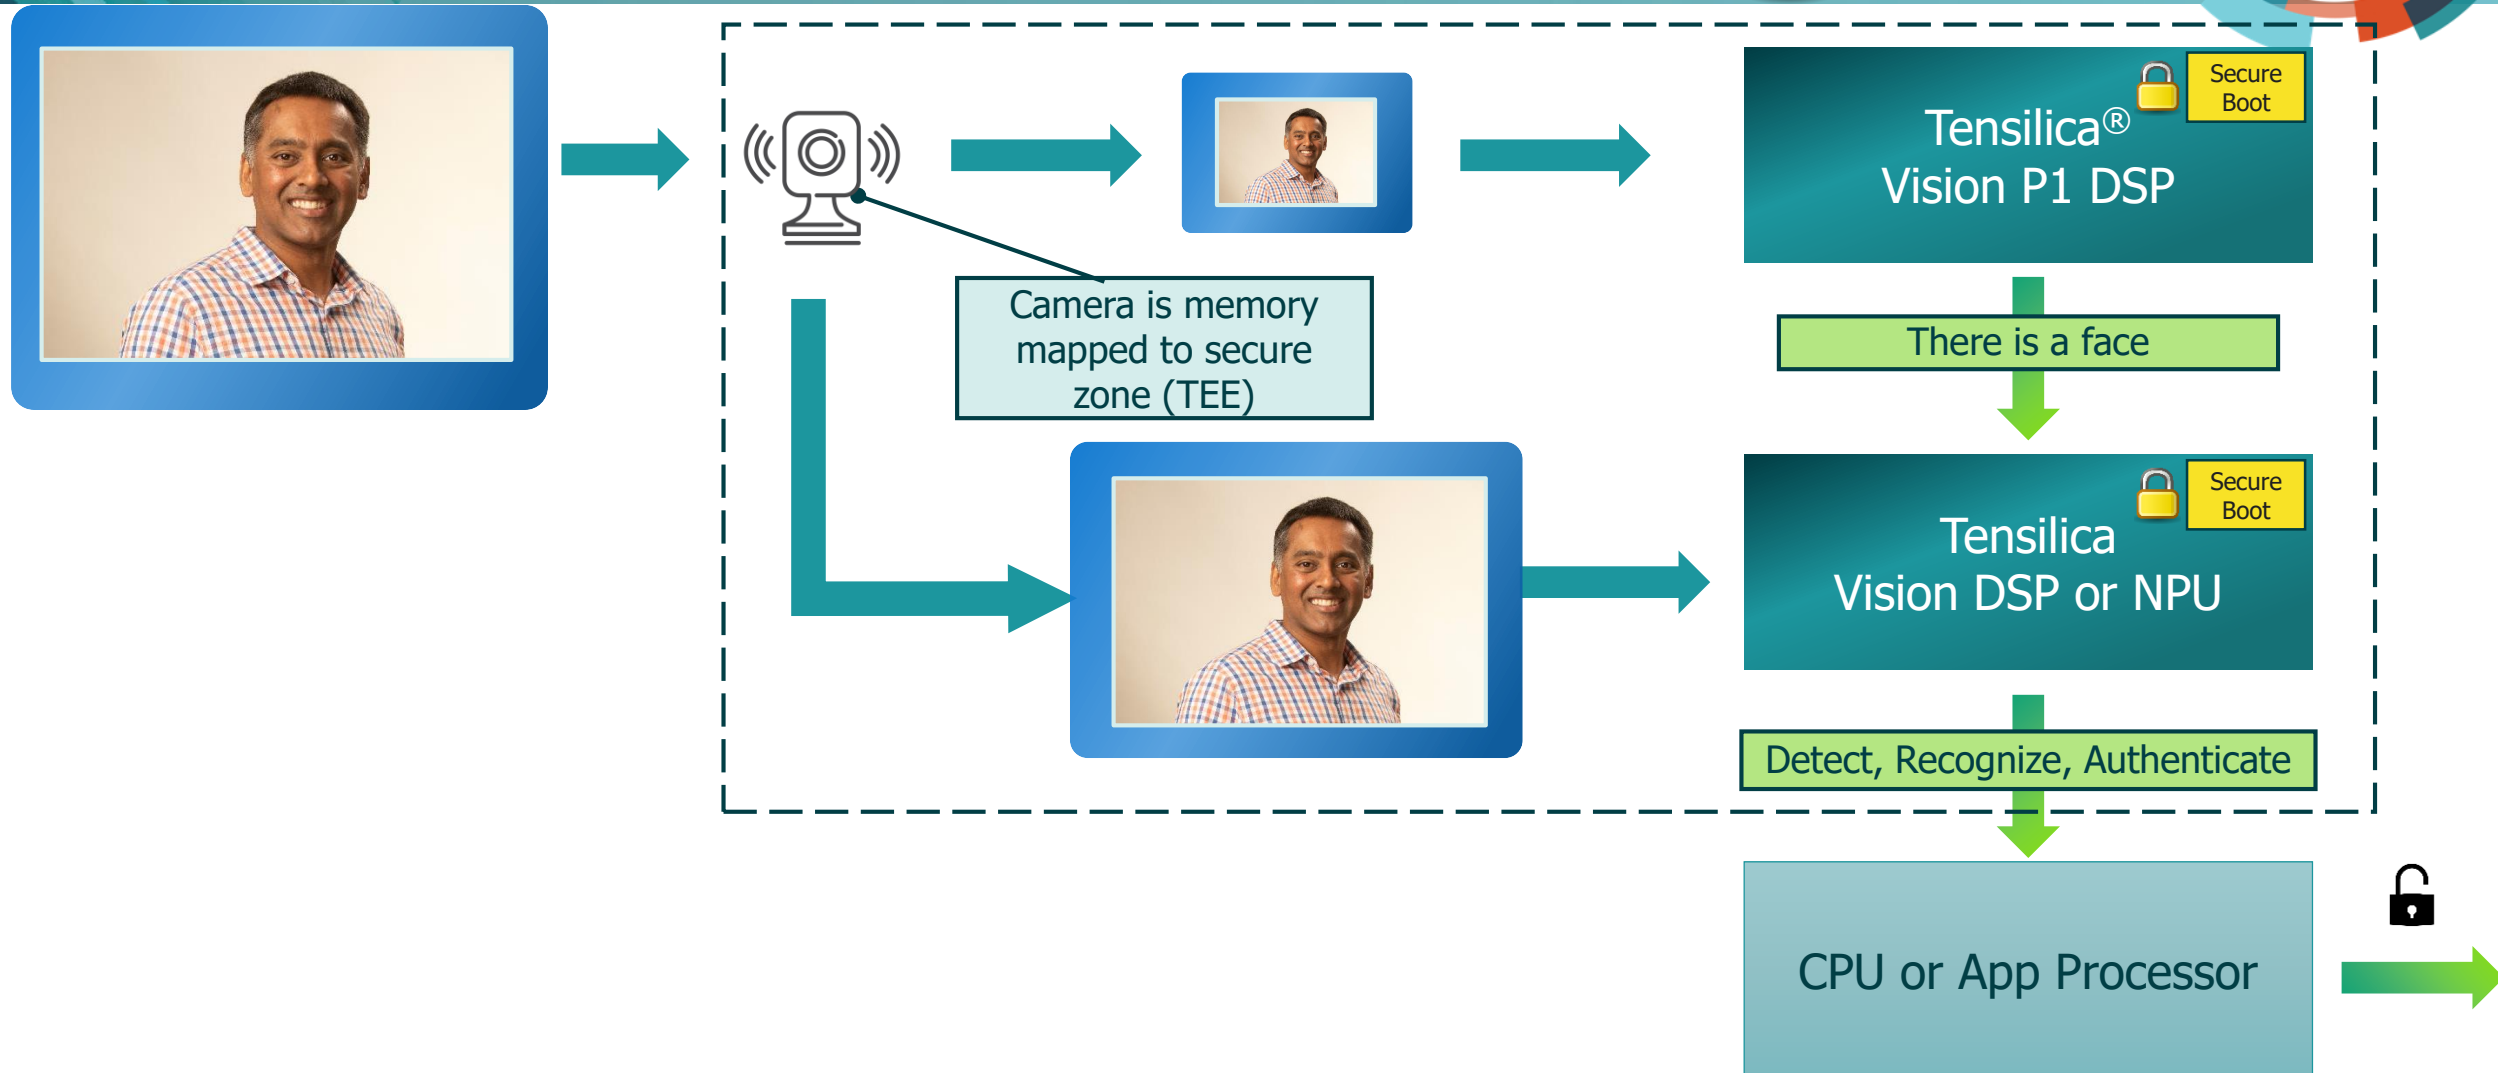 Secure
Boot
Tensilica®
Vision P1 DSP
Camera is memory
mapped to secure
zone (TEE)
There is a face
Secure
Boot
Tensilica
Vision DSP or NPU
Detect, Recognize, Authenticate
CPU or App Processor